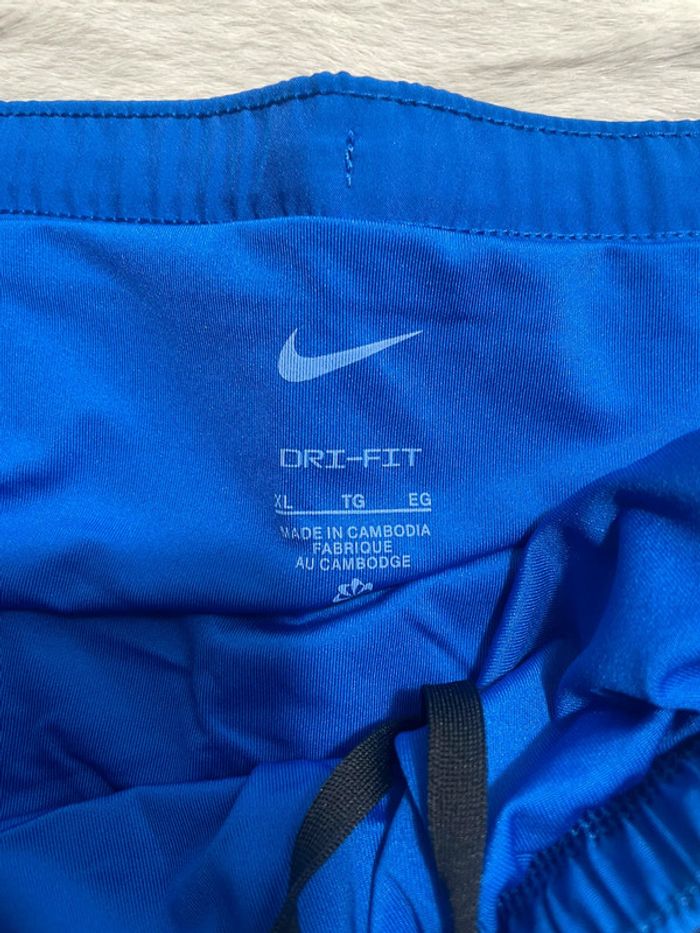 DRI-FIT
XL TG EG
MADE IN CAMBODIA
FABRIQUE
AU CAMBODGE